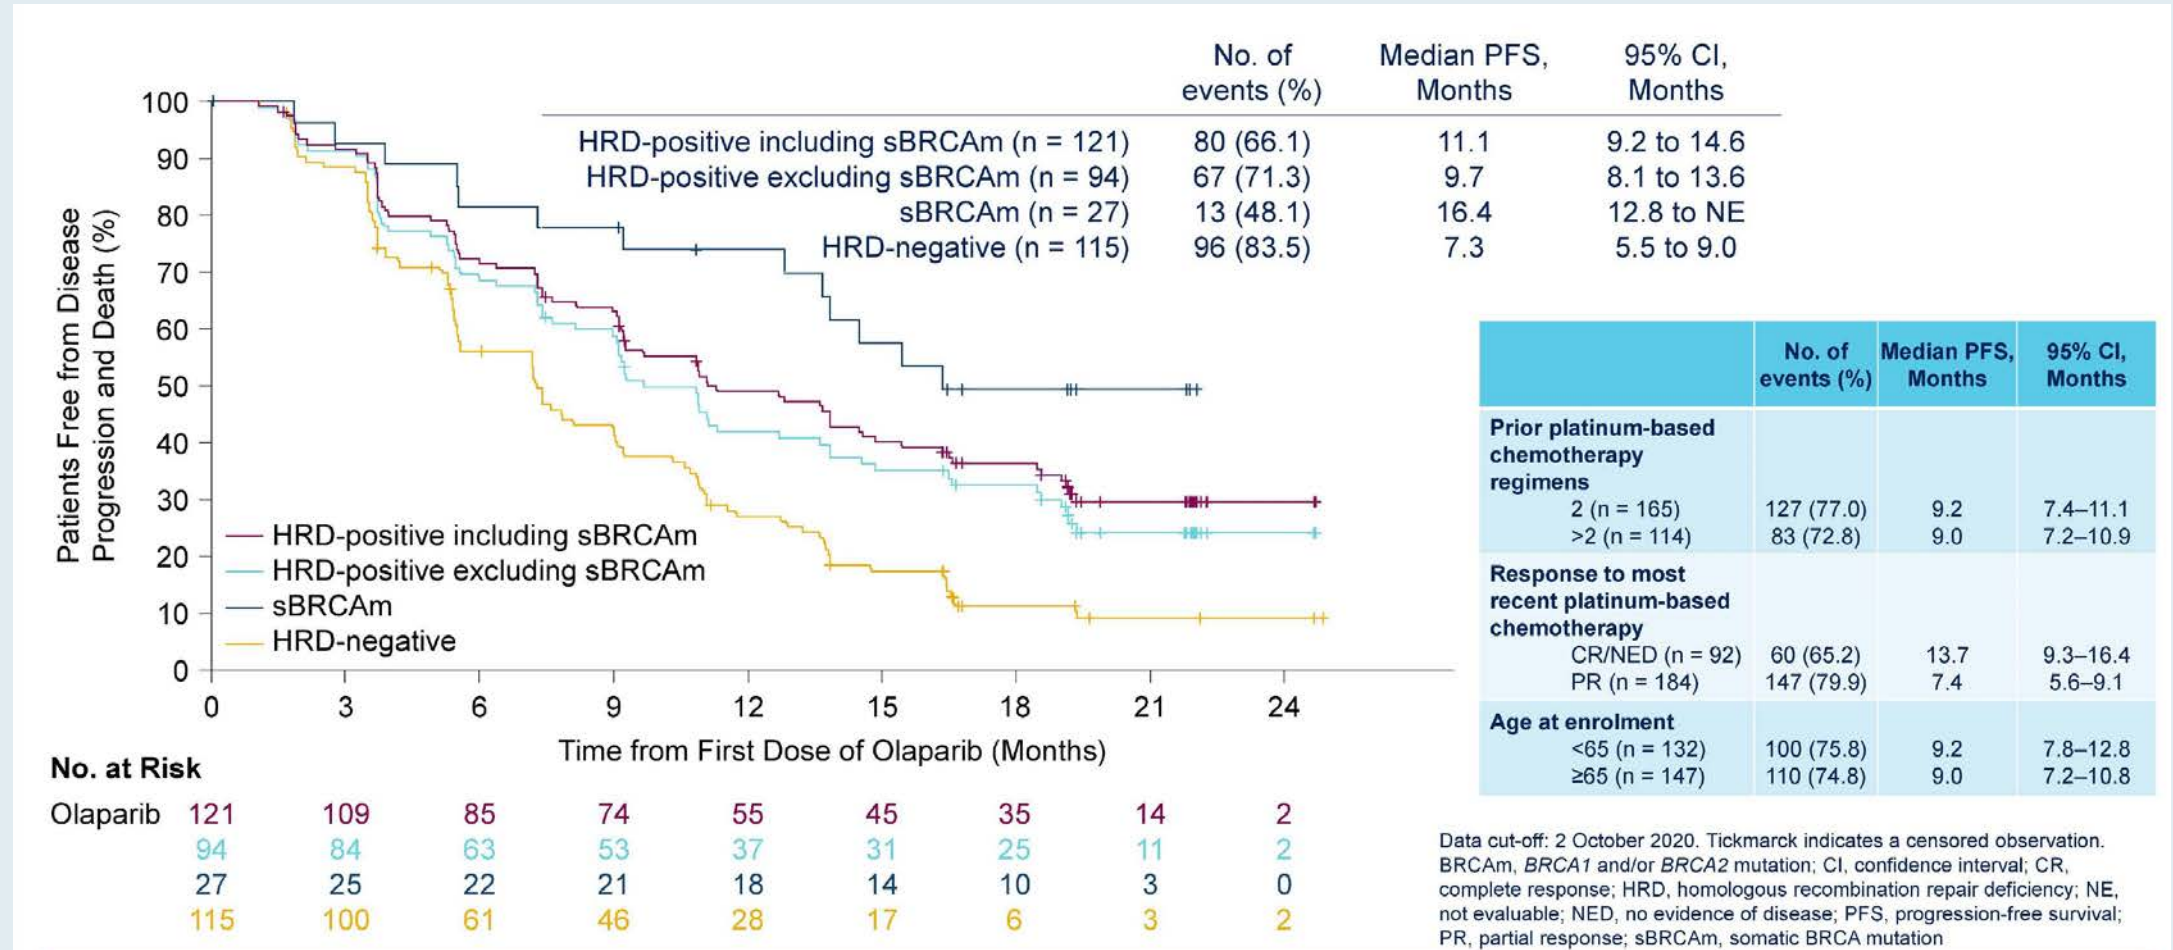 No. of Median PFS, 95% CI,
events (%) Months Months
HRD-positive including sBRCAm (n = 121) 80 (66.1) 11.1 9.2 to 14.6
HRD-positive excluding sBRCAm (n = 94) 67 (71.3) 9.7 8.1 to 13.6
sBRCAm (n = 27) 13 (48.1) 16.4 12.8 to NE
HRD-negative (n = 115) 96 (83.5) 7.3 5.5 to 9.0
Patients Free from Disease
Progression and Death (%)
100
90
80
70
60
50
40
30
20
10
0
HRD-positive including sBRCAm
HRD-positive excluding sBRCAm
sBRCAm
HRD-negative
0 3 6 9 12 15 18 21 24
Time from First Dose of Olaparib (Months)
No. at Risk
Olaparib 121 109 85 74 55 45 35 14 2
94 84 63 53 37 31 25 11 2
27 25 22 21 18 14 10 3 0
115 100 61 46 28 17 6 3 2
No. of Median PFS, 95% CI,
events (%) Months Months
Prior platinum-based
chemotherapy
regimens
2 (n = 165) 127 (77.0) 9.2 7.4–11.1
>2 (n = 114) 83 (72.8) 9.0 7.2–10.9
Response to most
recent platinum-based
chemotherapy
CR/NED (n = 92) 60 (65.2) 13.7 9.3–16.4
PR (n = 184) 147 (79.9) 7.4 5.6–9.1
Age at enrolment
<65 (n = 132) 100 (75.8) 9.2 7.8–12.8
≥65 (n = 147) 110 (74.8) 9.0 7.2–10.8
Data cut-off: 2 October 2020. Tickmarck indicates a censored observation.
BRCAm, BRCA1 and/or BRCA2 mutation; CI, confidence interval; CR,
complete response; HRD, homologous recombination repair deficiency; NE,
not evaluable; NED, no evidence of disease; PFS, progression-free survival;
PR, partial response; sBRCAm, somatic BRCA mutation